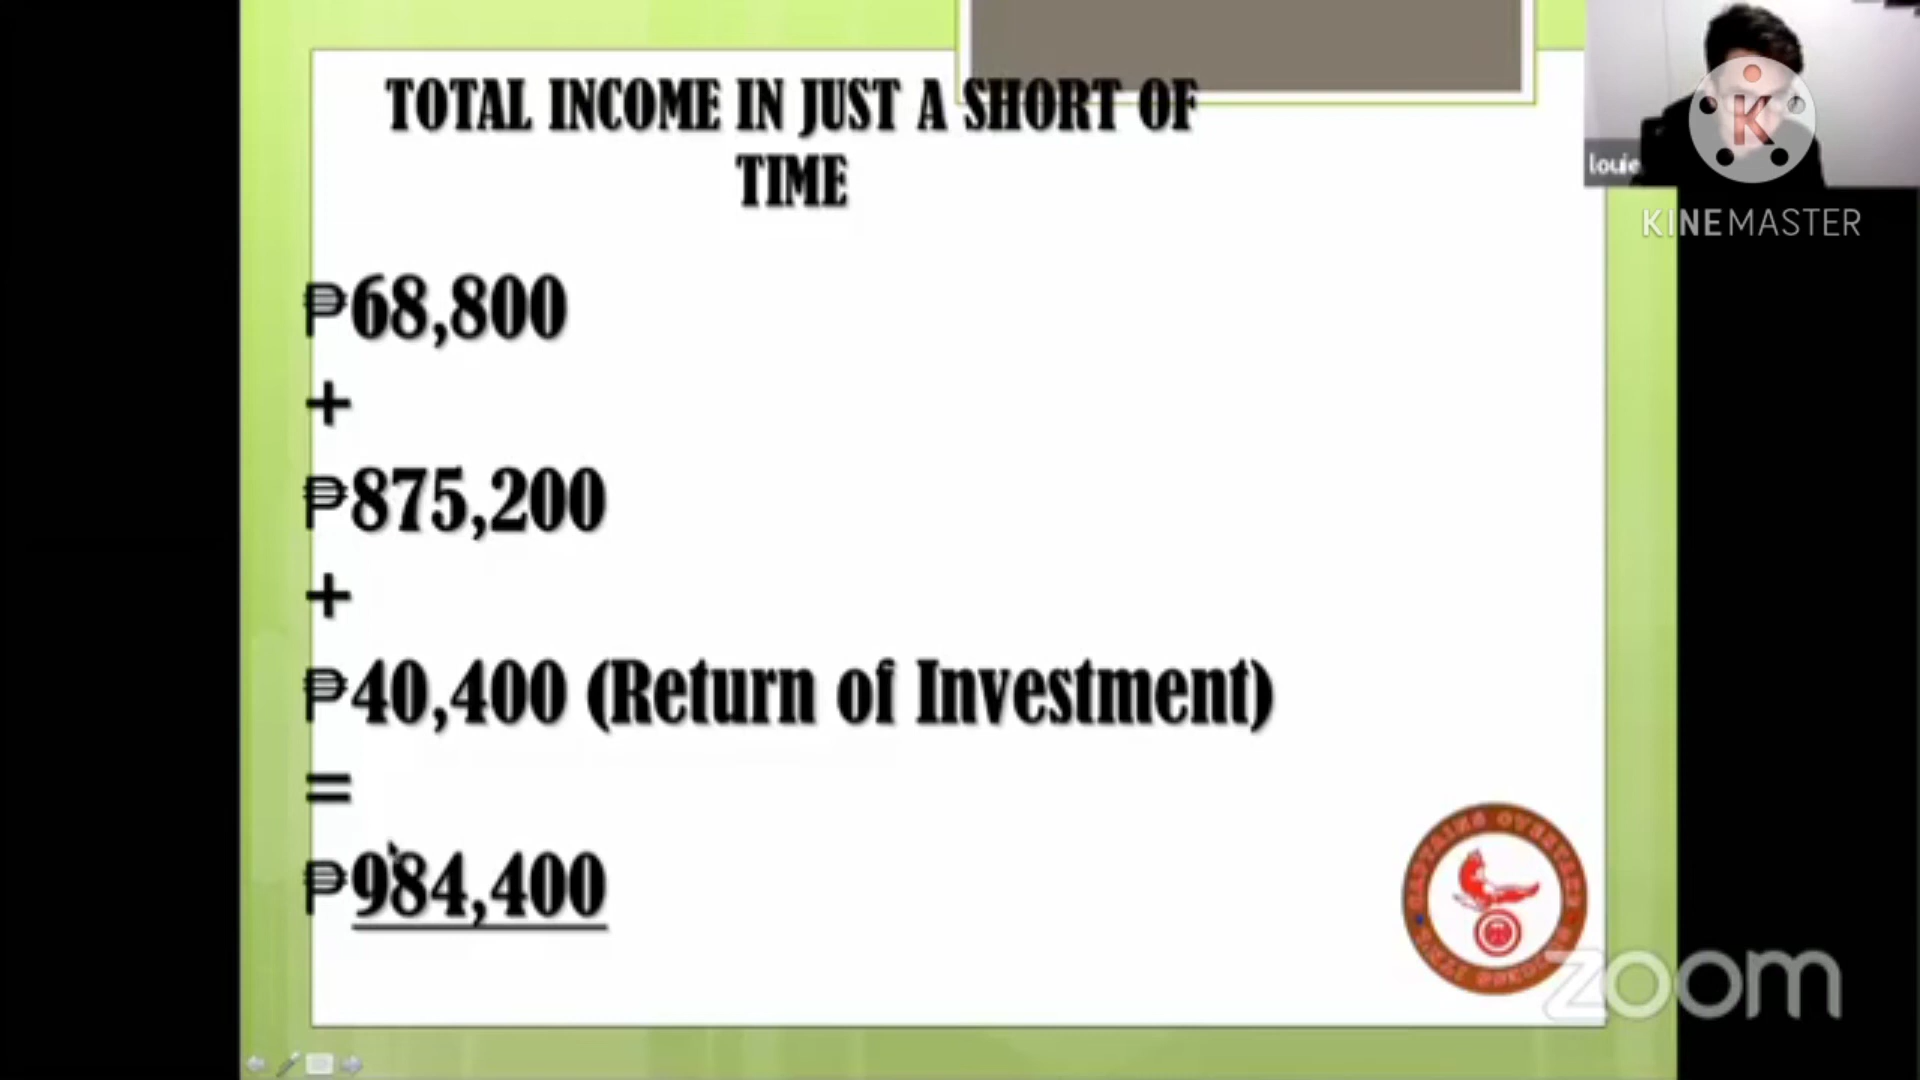 TOTAL INCOME IN JUST A SHORT OF
TIME
₱68,800
+
₱875,200
+
₱40,400 (Return of Investment)
=
₱984,400
louie
K
KINEMASTER
zoom